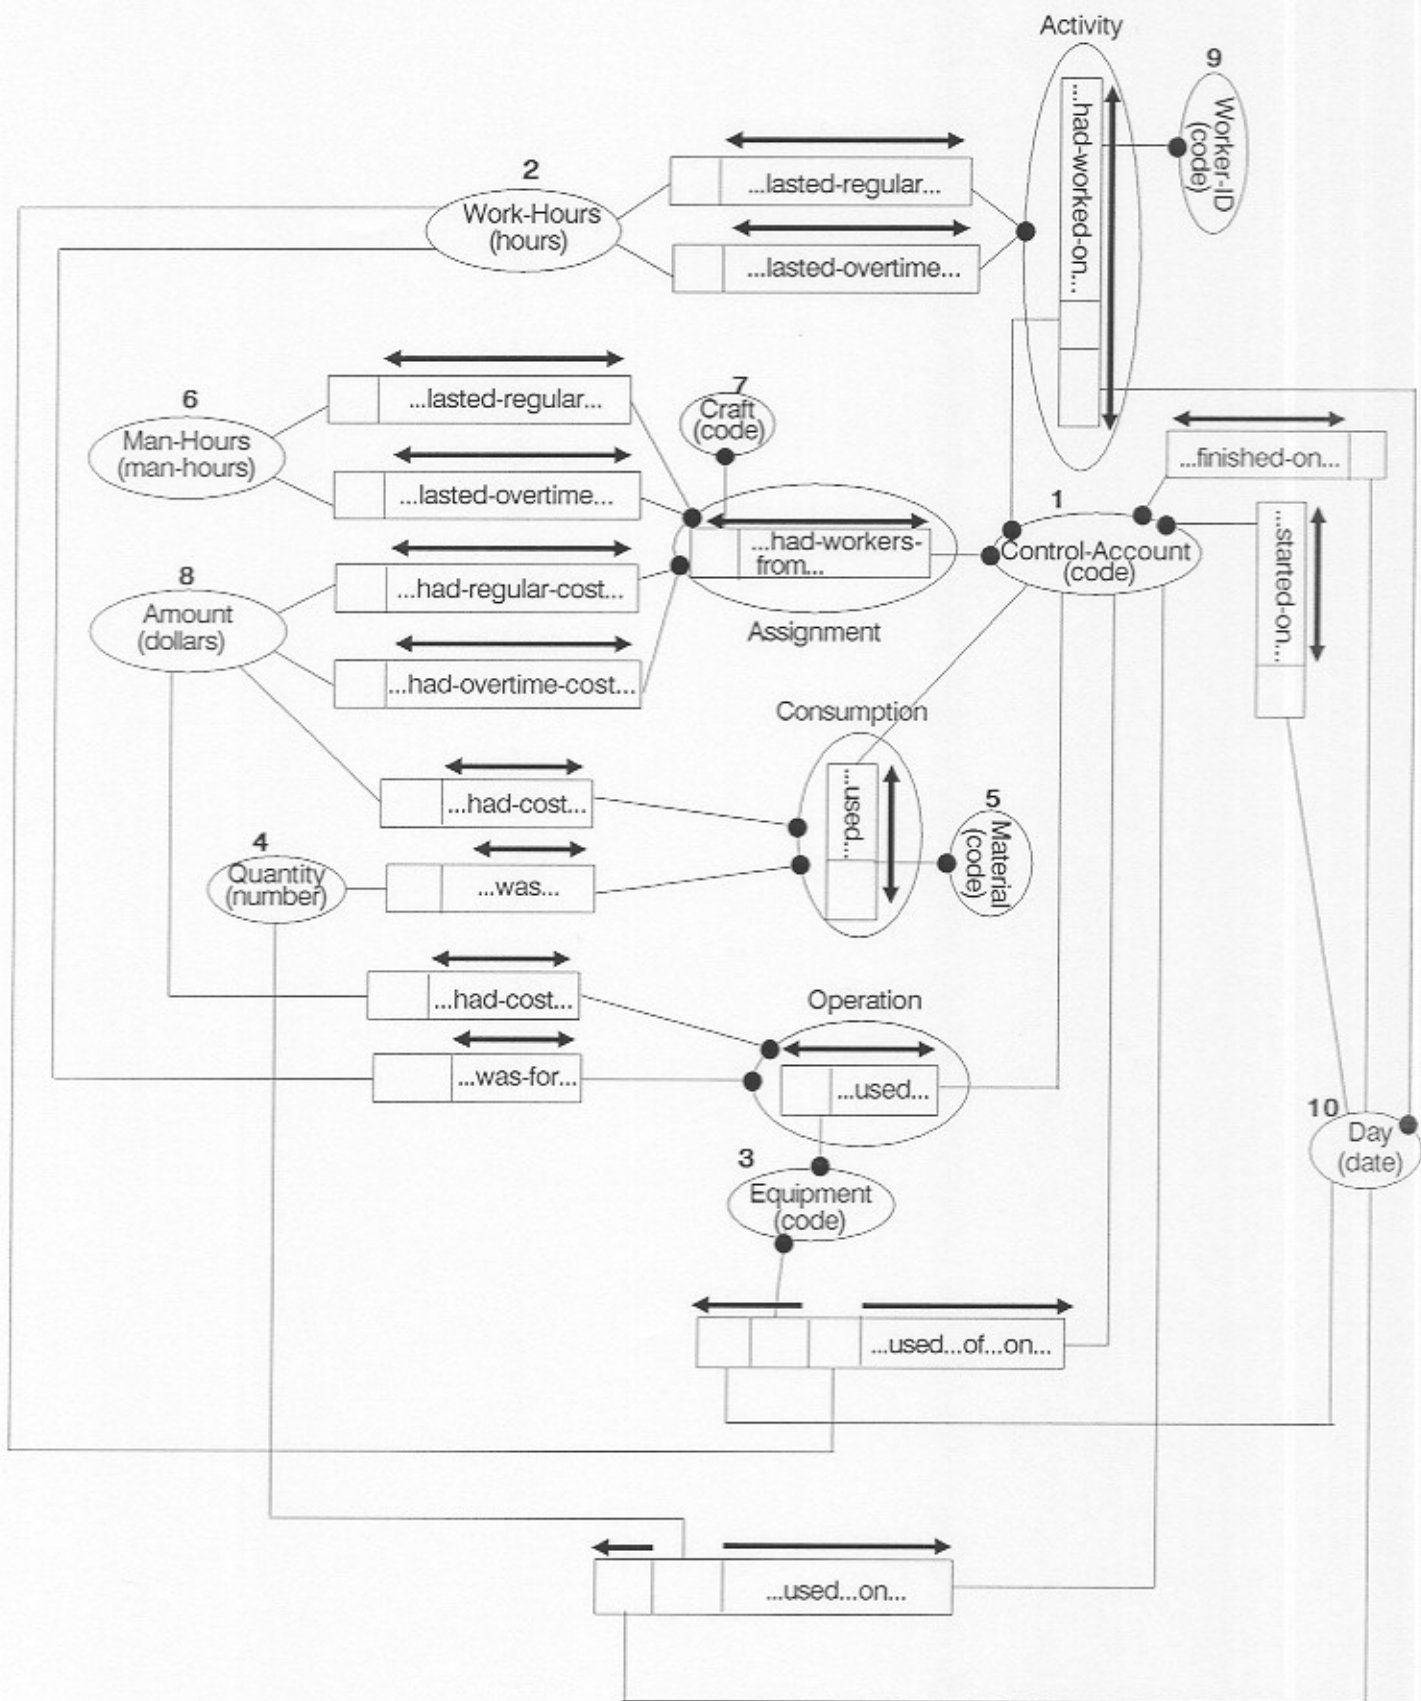 Activity
9
Worker-ID
(code)
...had-worked-on...
2
Work-Hours
(hours)
...lasted-regular...
...lasted-overtime...
6
Man-Hours
(man-hours)
...lasted-regular...
...lasted-overtime...
7
Craft
(code)
...finished-on...
1
Control-Account
(code)
...started-on...
...had-workers-
from...
Assignment
8
Amount
(dollars)
...had-regular-cost...
...had-overtime-cost...
Consumption
...had-cost...
...used...
5
Material
(code)
4
Quantity
(number)
...was...
...had-cost...
Operation
...was-for...
...used...
10
Day
(date)
3
Equipment
(code)
...used...of...on...
...used...on...